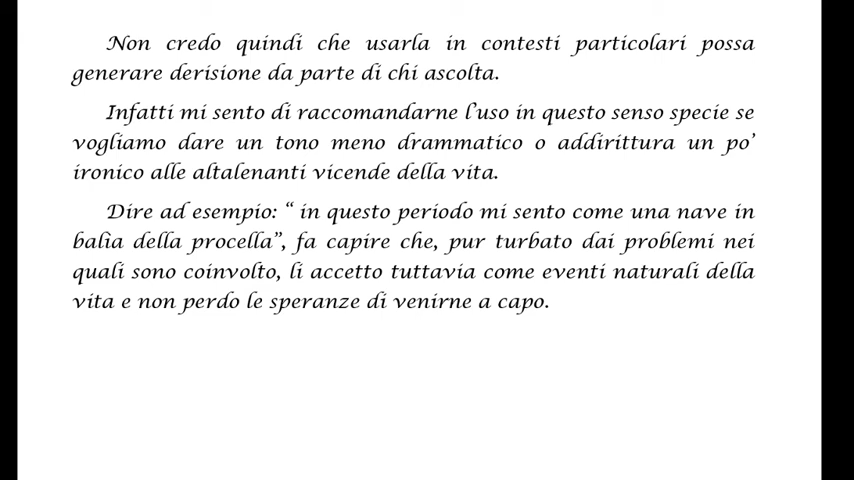 Non credo quindi che usarla in contesti particolari possa
generare derisione da parte di chi ascolta.
Infatti mi sento di raccomandarne l'uso in questo senso specie se
vogliamo dare un tono meno drammatico o addirittura un po'
ironico alle altalenanti vicende della vita.
Dire ad esempio: “ in questo periodo mi sento come una nave in
balìa della procella”, fa capire che, pur turbato dai problemi nei
quali sono coinvolto, li accetto tuttavia come eventi naturali della
vita e non perdo le speranze di venirne a capo.